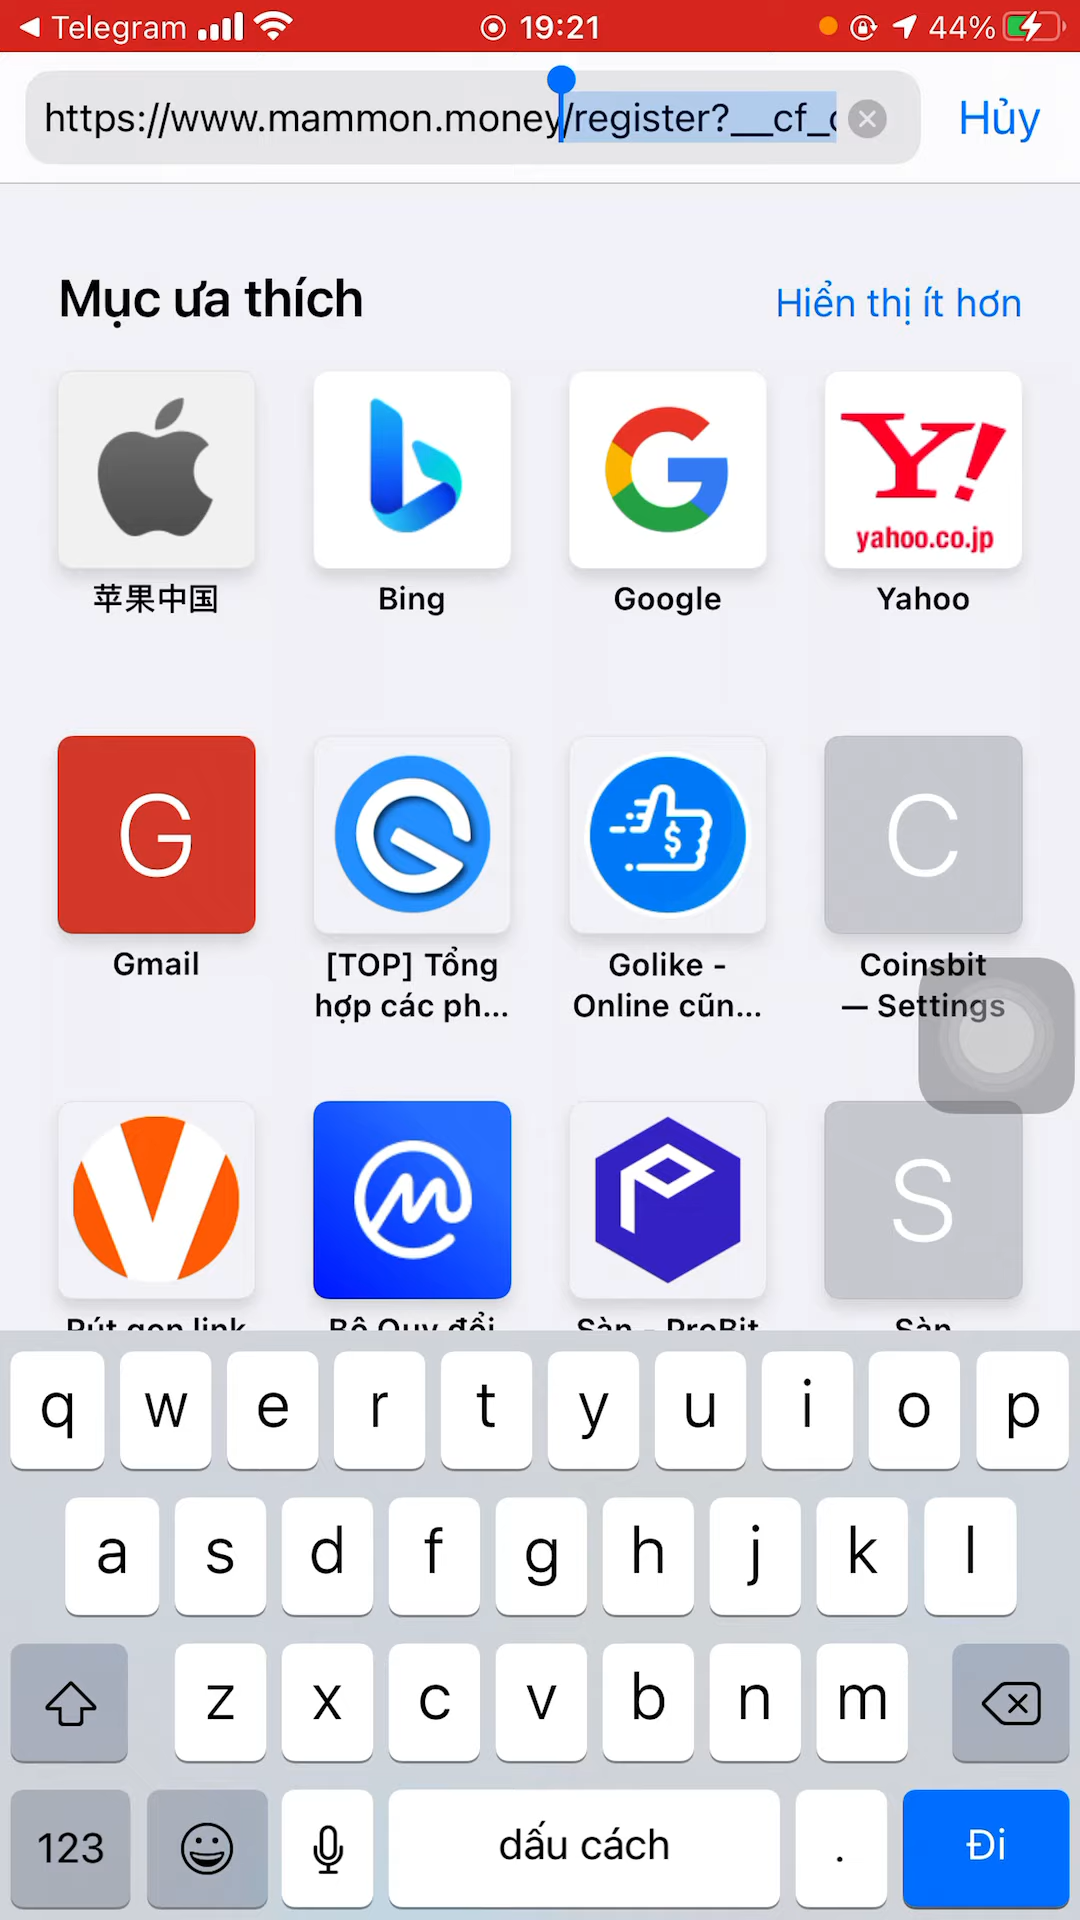 Telegram 19:21 44%
https://www.mammon.money/register?__cf_ Hủy
Mục ưa thích Hiển thị ít hơn
Y!
yahoo.co.jp
苹果中国 Bing Google Yahoo
G C
Gmail [TOP] Tổng Golike - Coinsbit
hợp các ph... Online cũn... — Settings
S
Rút gọn link Bộ Quy đổi Sàn - ProBit Sàn
q w e r t y u i o p
a s d f g h j k l
z x c v b n m
123 dấu cách . Đi